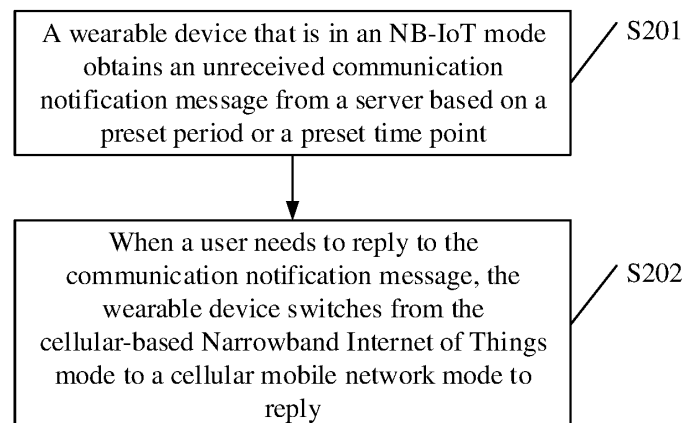 A wearable device that is in an NB-IoT mode
obtains an unreceived communication
notification message from a server based on a
preset period or a preset time point
S201
When a user needs to reply to the
communication notification message, the
wearable device switches from the
cellular-based Narrowband Internet of Things
mode to a cellular mobile network mode to
reply
S202